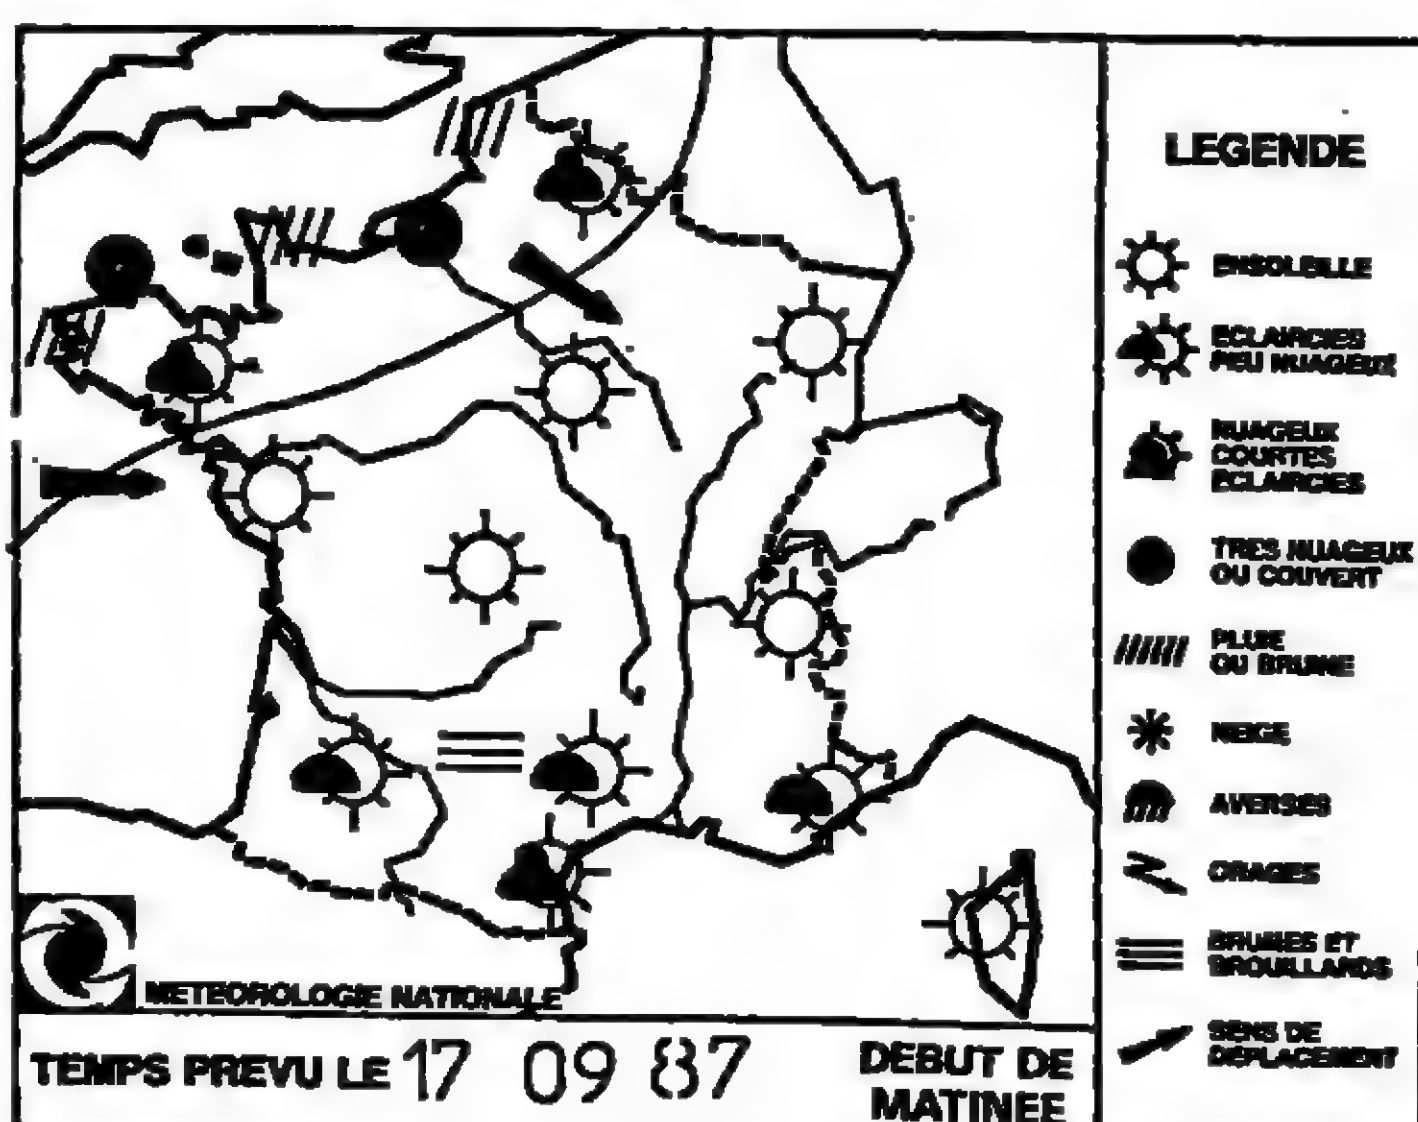 LEGENDE
ENSOLEILLE
ECLAIRCIES
PEU NUAGEUX
NUAGEUX
COURTES
ECLAIRCIES
TRES NUAGEUX
OU COUVERT
PLUIE
OU BRUINE
NEIGE
AVERSES
ORAGES
BRUMES ET
BROUILLARDS
SENS DE
DEPLACEMENT
METEOROLOGIE NATIONALE
TEMPS PREVU LE 17 09 87
DEBUT DE
MATINEE